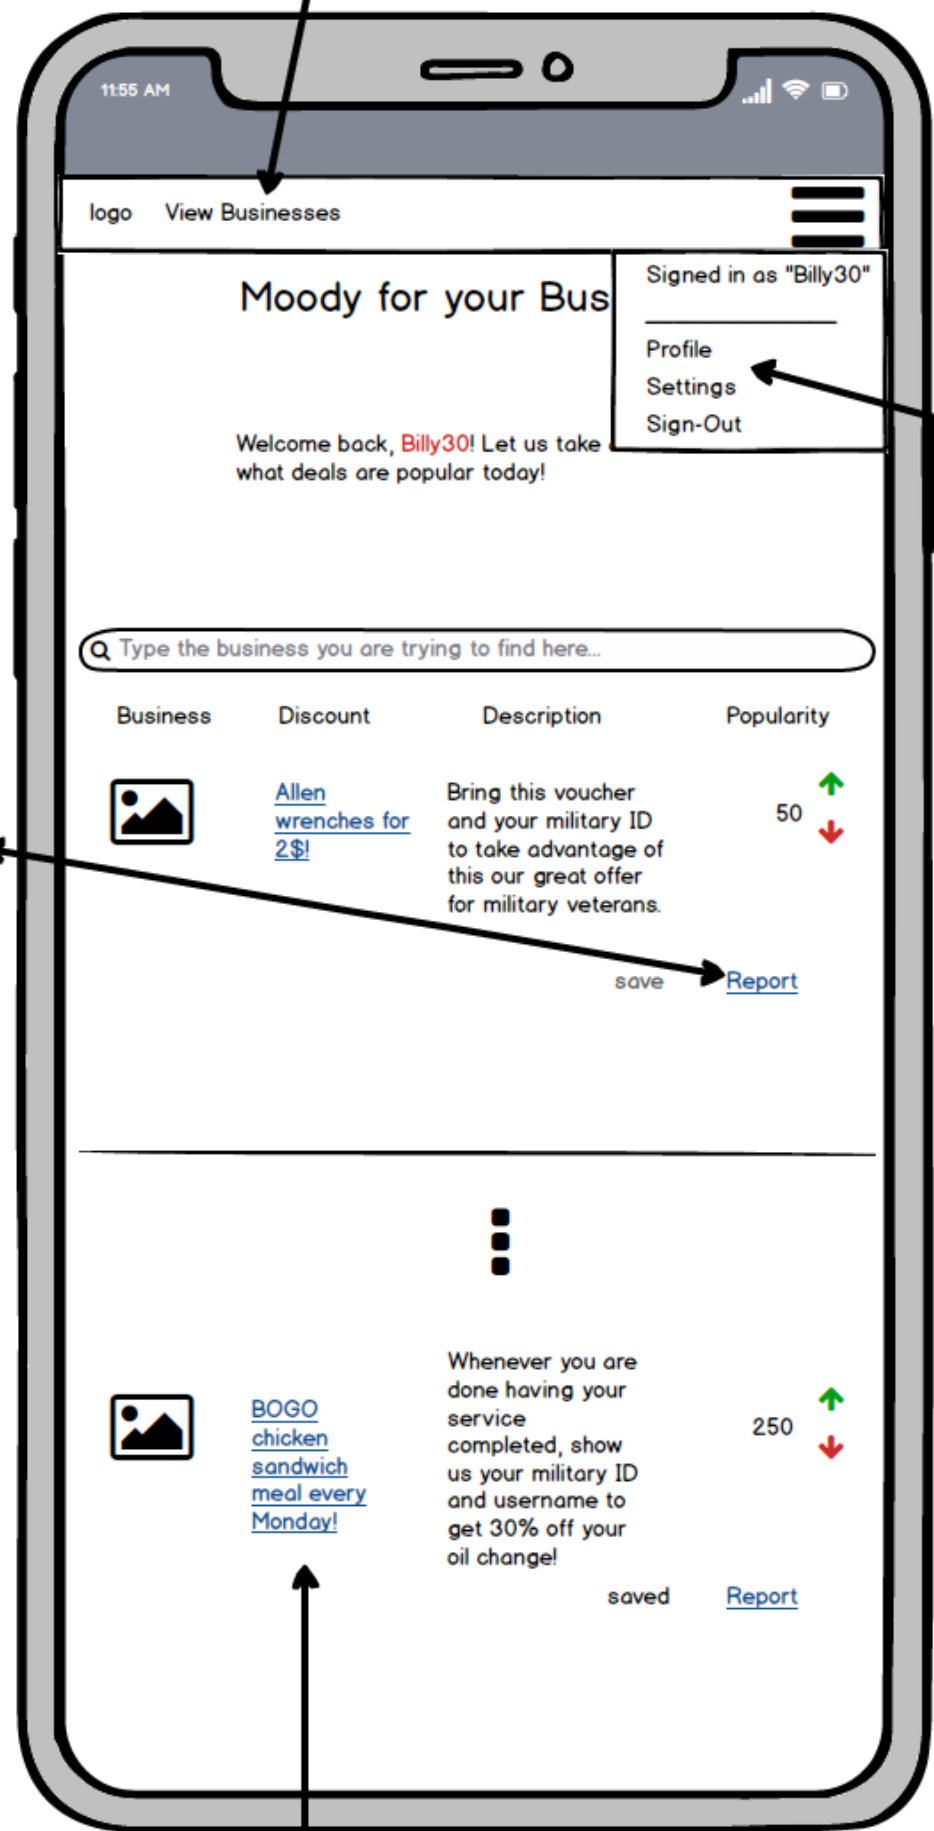 11:55 AM
logo View Businesses
Signed in as "Billy30"
Moody for your Bus
Profile
Settings
Sign-Out
Welcome back, Billy30! Let us take
what deals are popular today!
Type the business you are trying to find here...
Business Discount Description Popularity
Allen
wrenches for
2$!
Bring this voucher
and your military ID
to take advantage of
this our great offer
for military veterans.
50
save Report
BOGO
chicken
sandwich
meal every
Monday!
Whenever you are
done having your
service
completed, show
us your military ID
and username to
get 30% off your
oil change!
250
saved Report